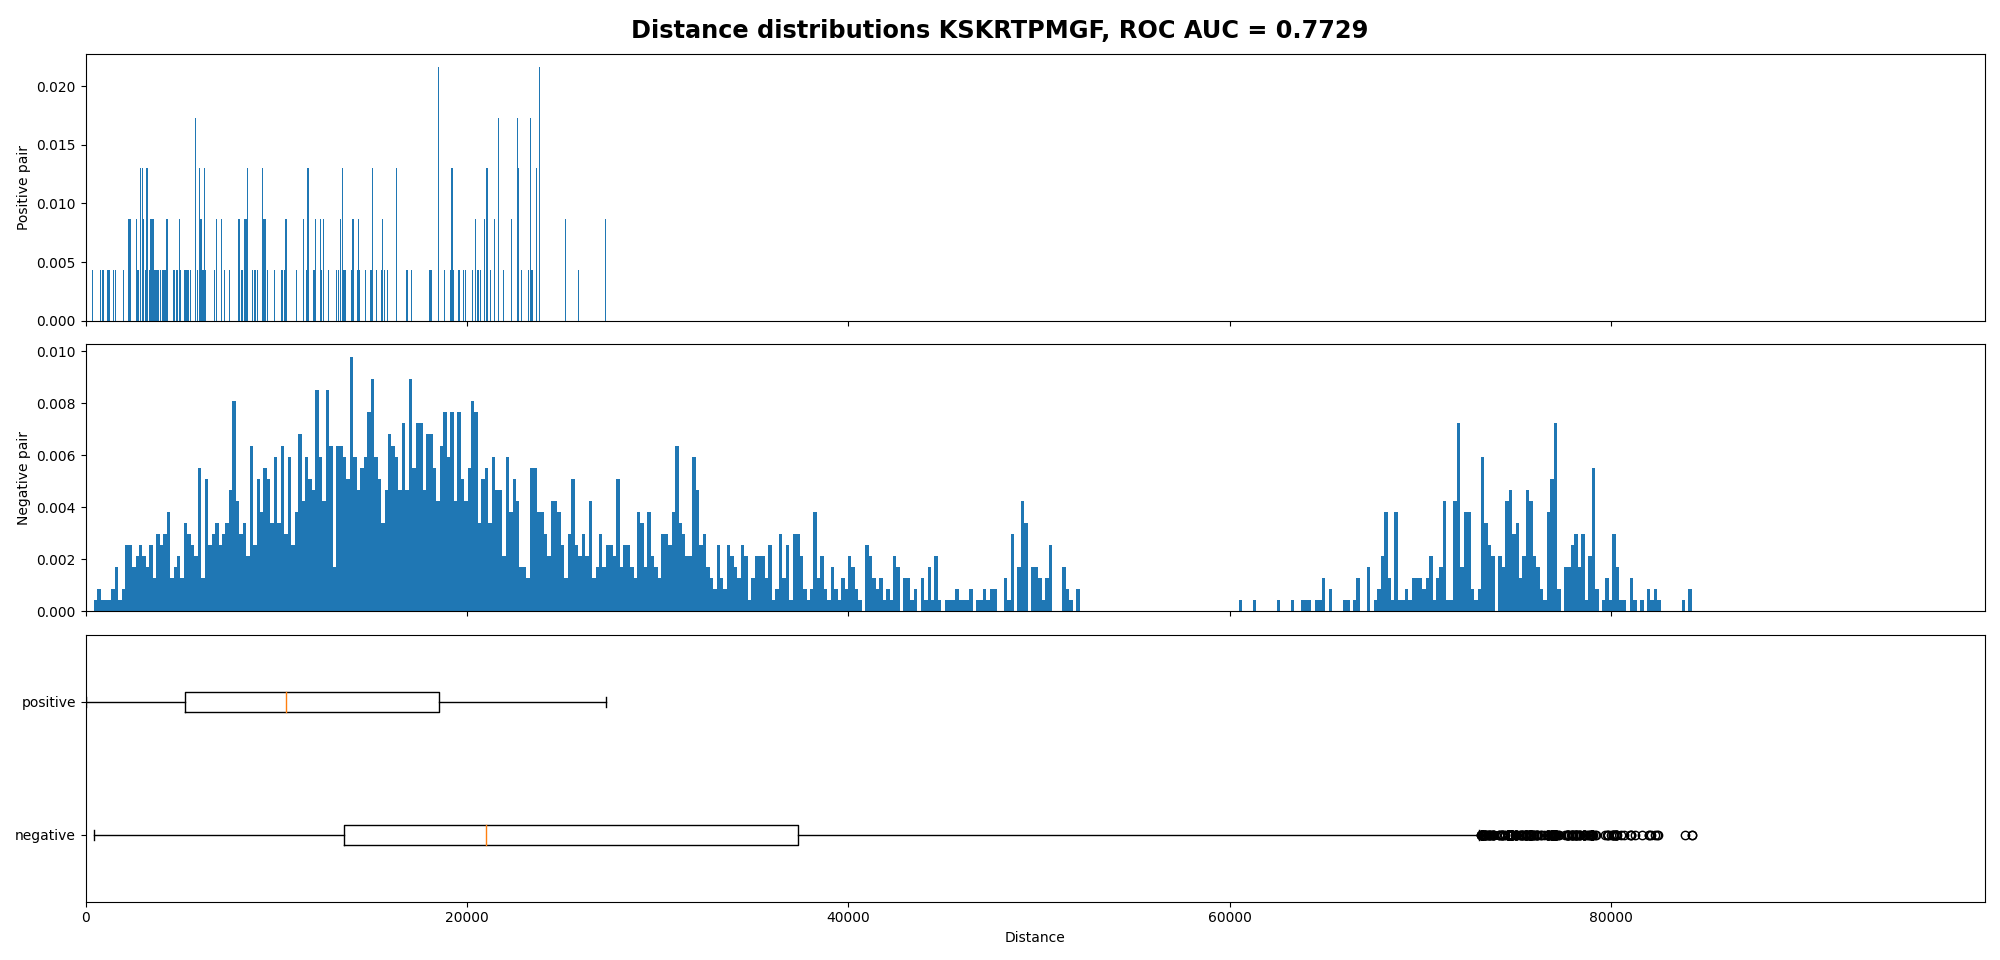 Distance distributions KSKRTPMGF, ROC AUC = 0.7729
0.020
0.015
0.010
0.005
0.000
Positive pair
0.010
0.008
0.006
0.004
0.002
0.000
Negative pair
positive
negative
0 20000 40000 60000 80000
Distance